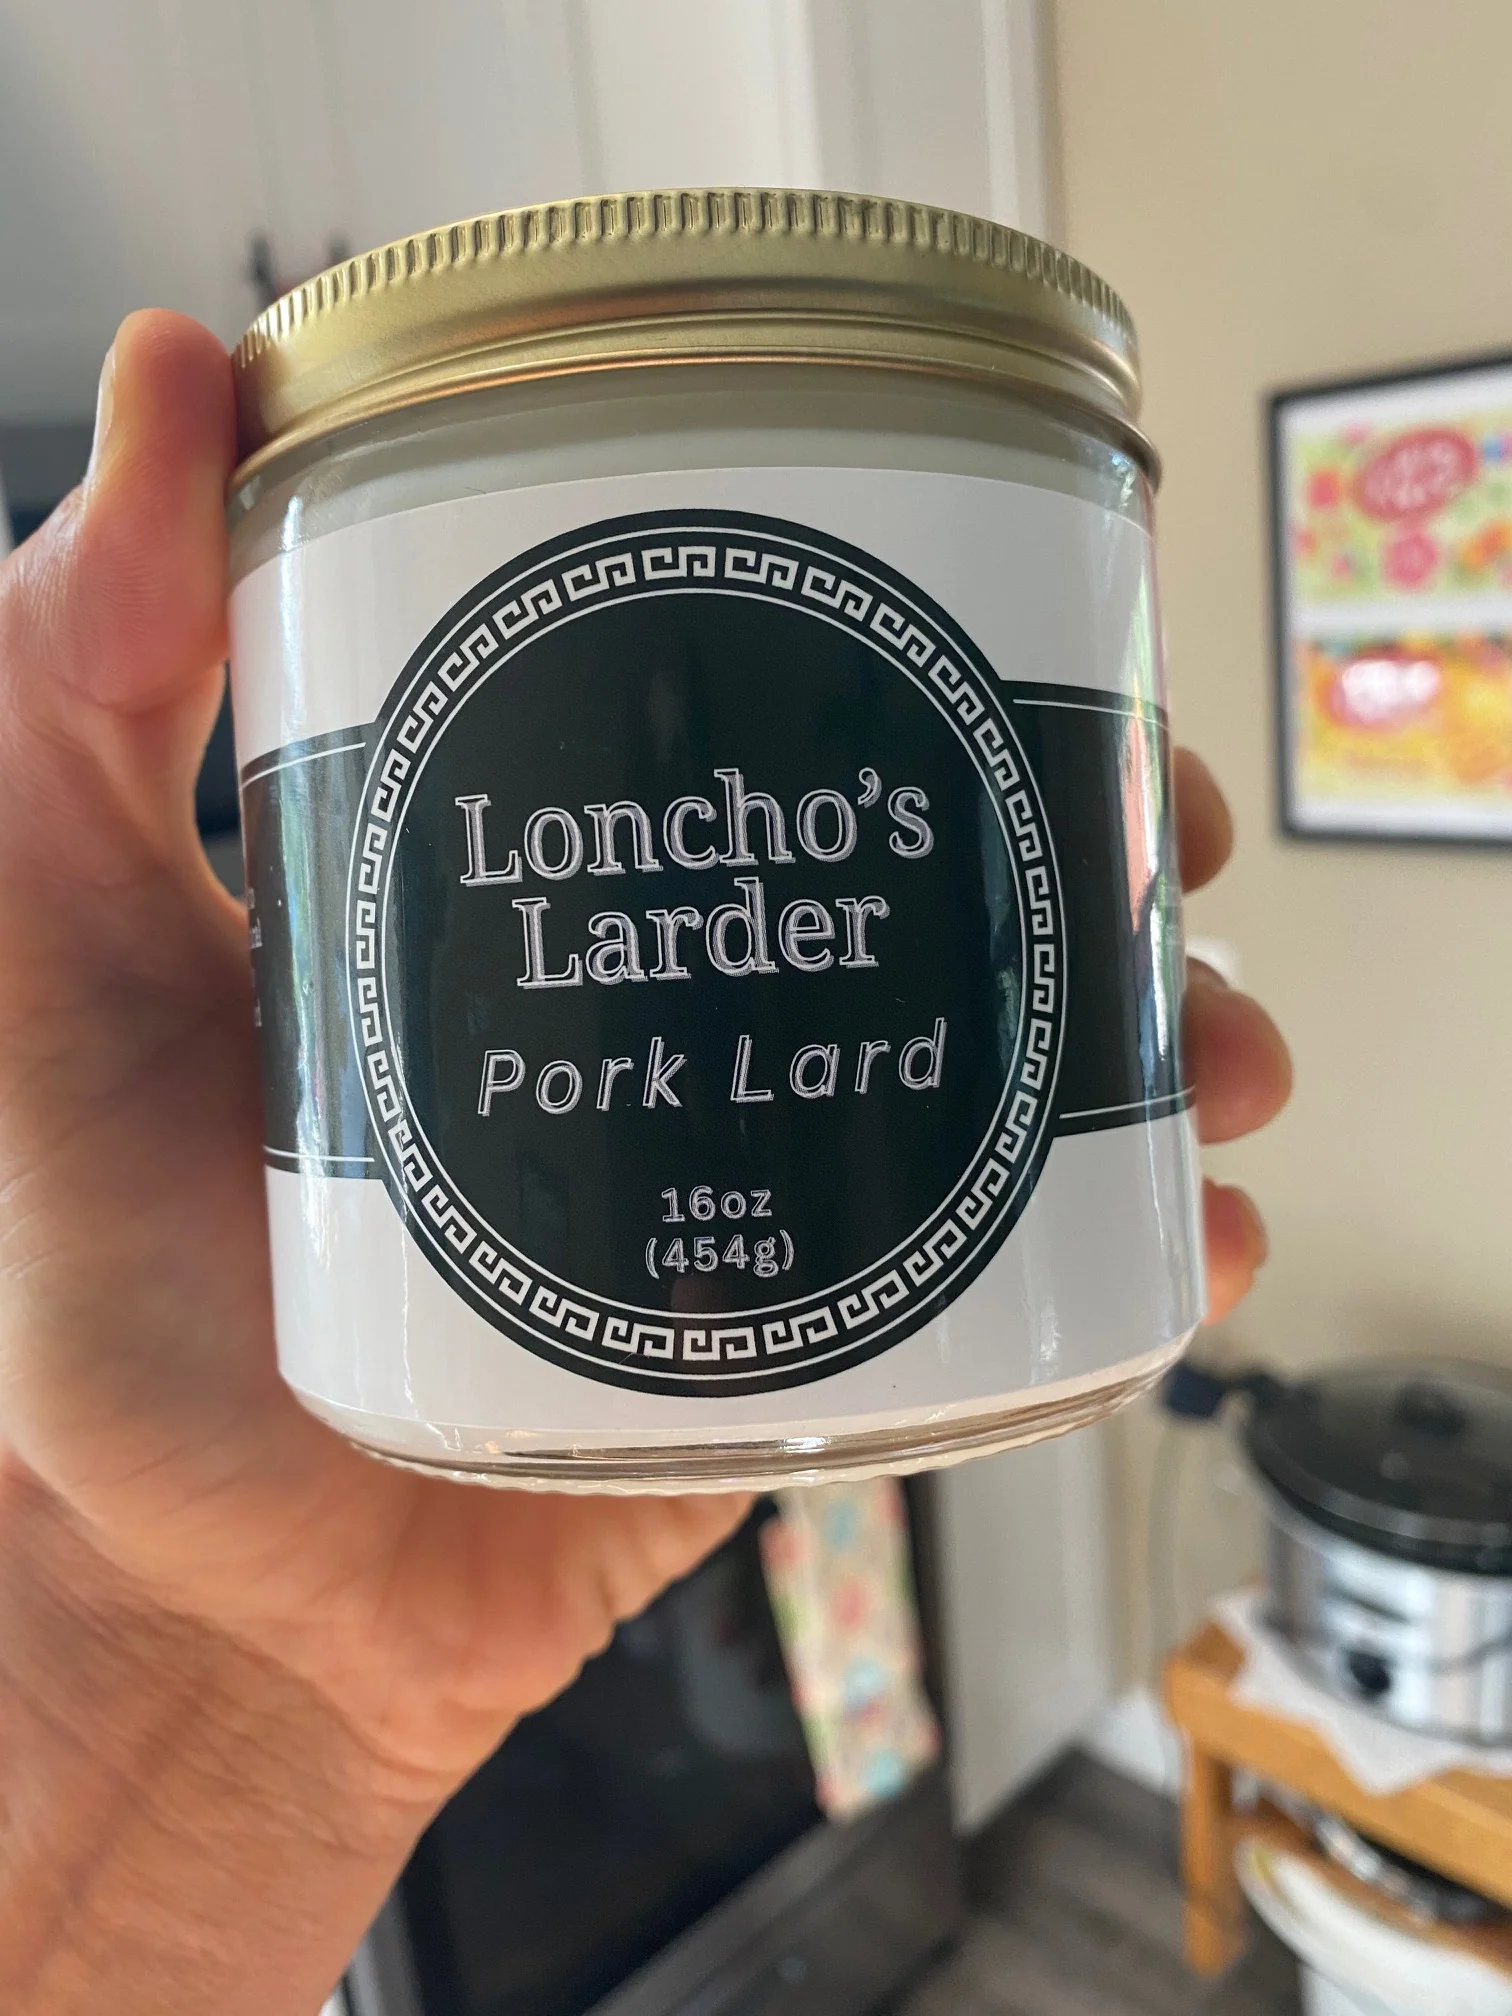 Loncho's
Larder
Pork Lard
16oz
(454g)